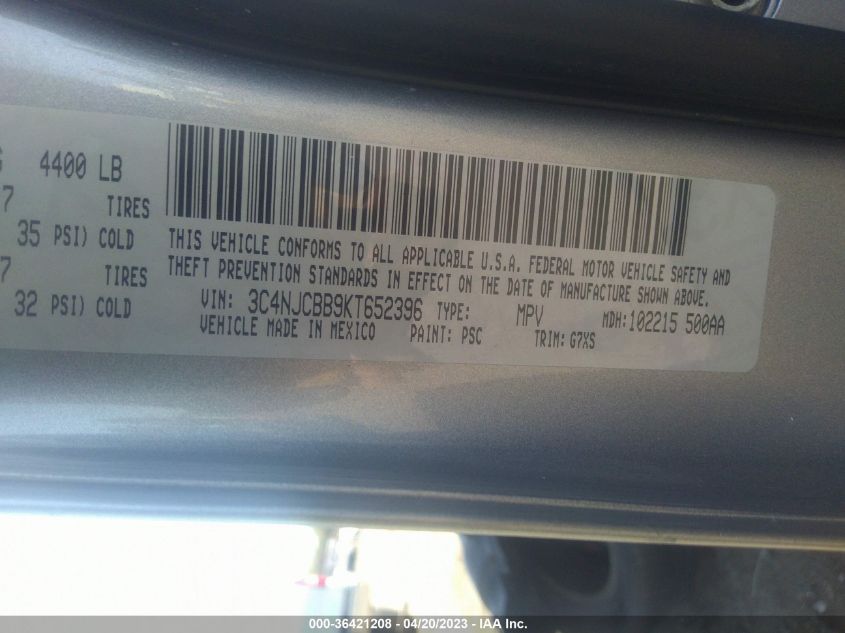 4400 LB
7 TIRES
35 PSI) COLD
7 TIRES
32 PSI) COLD
THIS VEHICLE CONFORMS TO ALL APPLICABLE U.S.A. FEDERAL MOTOR VEHICLE SAFETY AND
THEFT PREVENTION STANDARDS IN EFFECT ON THE DATE OF MANUFACTURE SHOWN ABOVE.
VIN: 3C4NJCBB9KT652396 TYPE: MPV MDH:102215 500AA
VEHICLE MADE IN MEXICO PAINT: PSC TRIM: G7XS
000-36421208 - 04/20/2023 - IAA Inc.